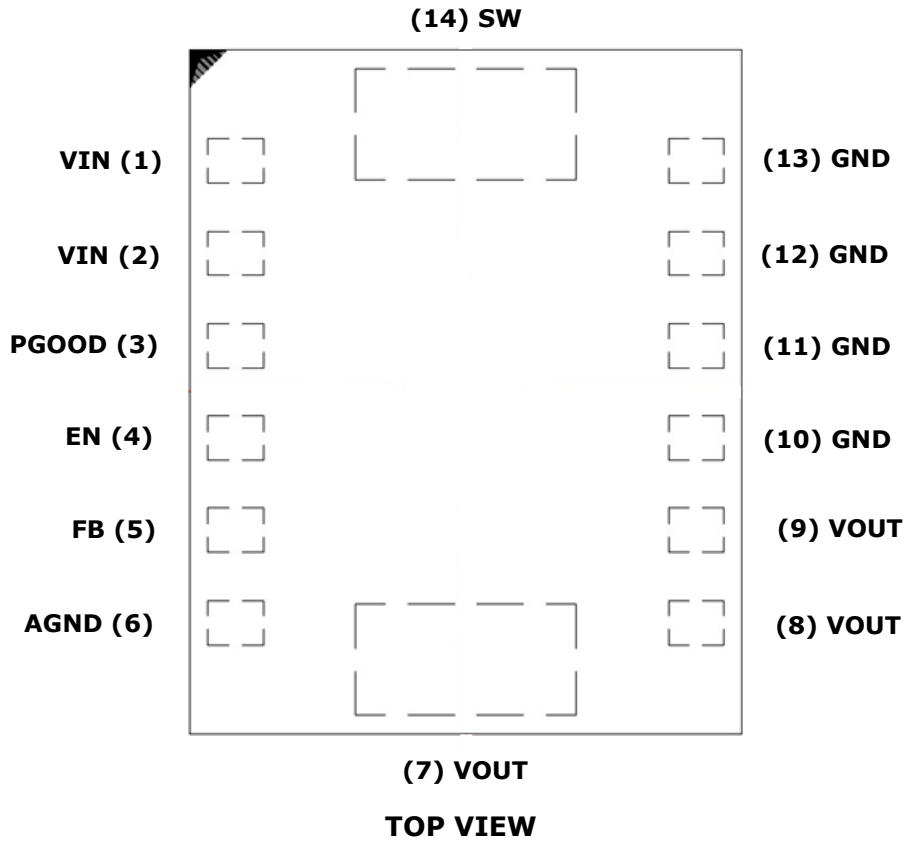 (14) SW
VIN (1)
(13) GND
VIN (2)
(12) GND
PGOOD (3)
(11) GND
EN (4)
(10) GND
FB (5)
(9) VOUT
AGND (6)
(8) VOUT
(7) VOUT
TOP VIEW